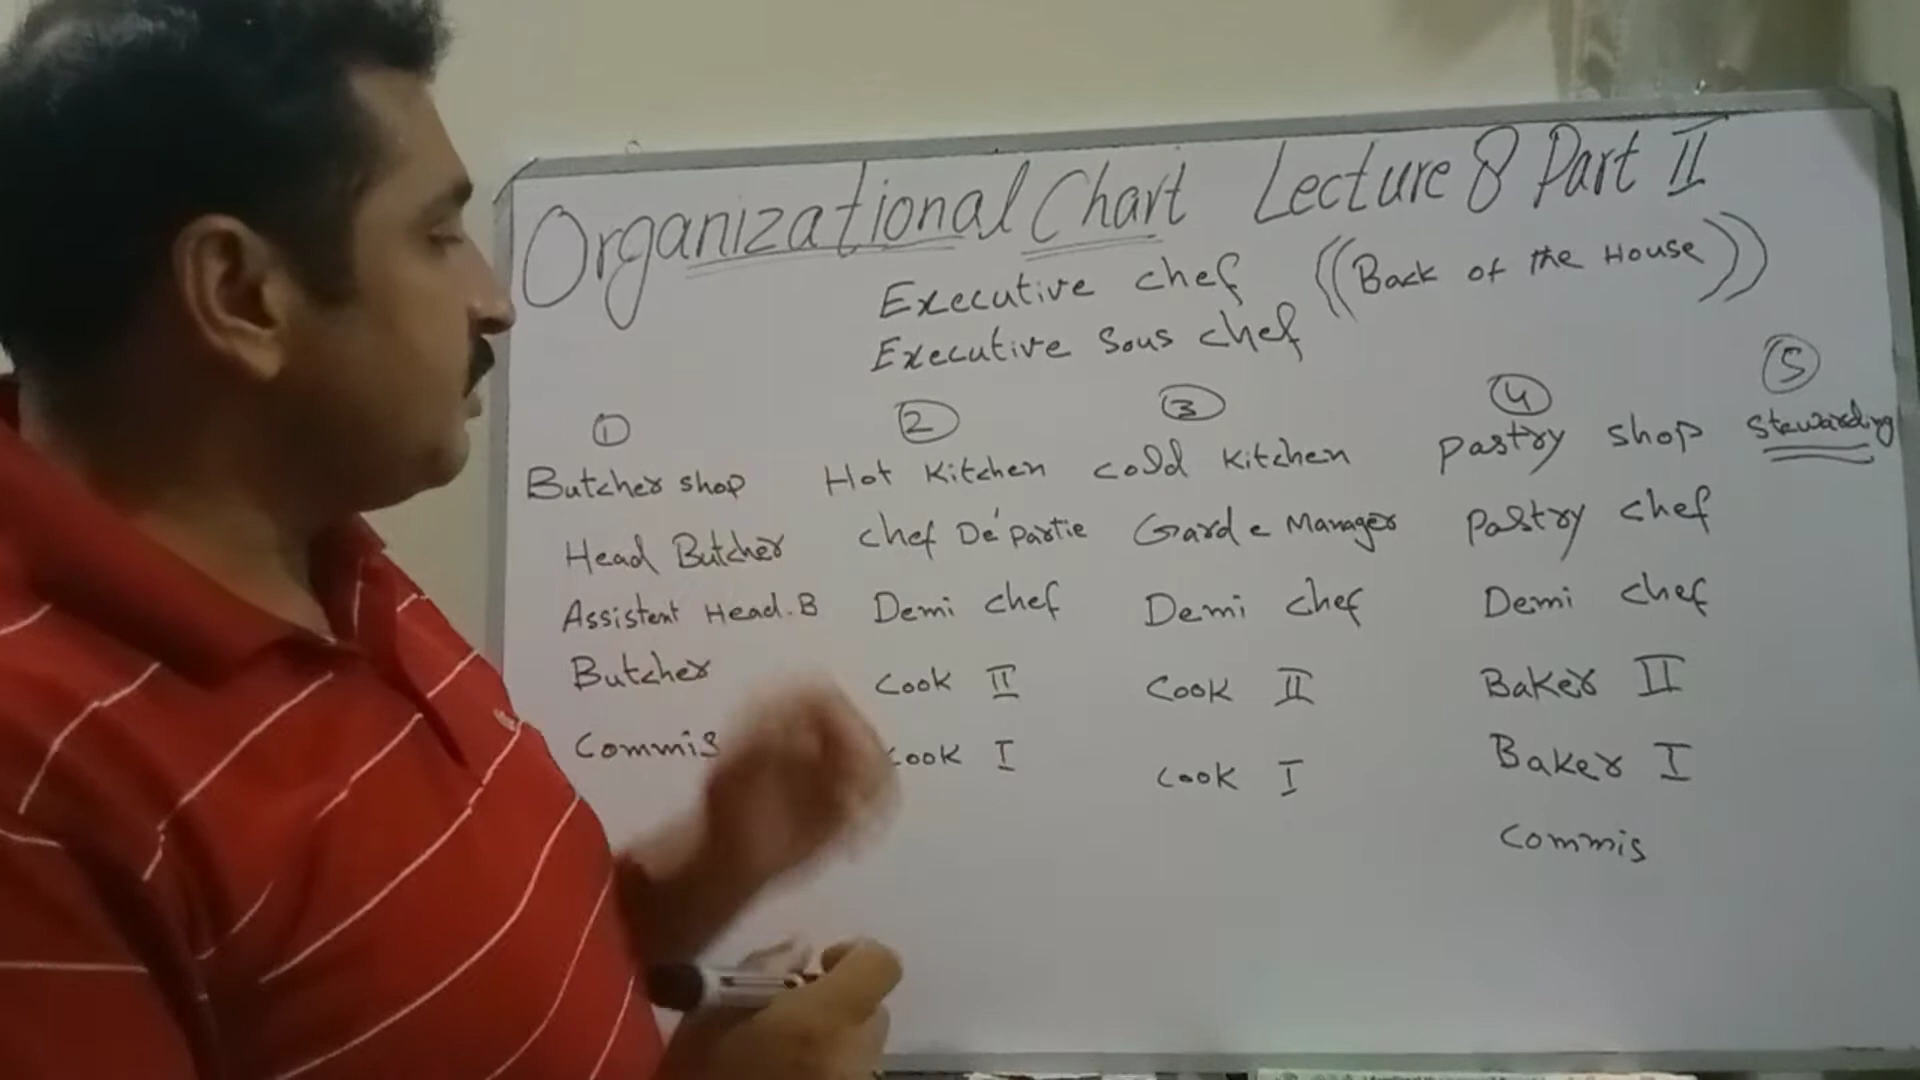 Organizational Chart Lecture 8 Part II
Executive chef ((Back of the House))
Executive Sous chef
1 2 3 4 5
Butcher shop Hot Kitchen cold Kitchen Pastry shop Stewarding
Head Butcher chef De' Partie Garde Manager Pastry chef
Assistent Head.B Demi chef Demi chef Demi chef
Butcher Cook II Cook II Baker II
Commis Cook I Cook I Baker I
Commis